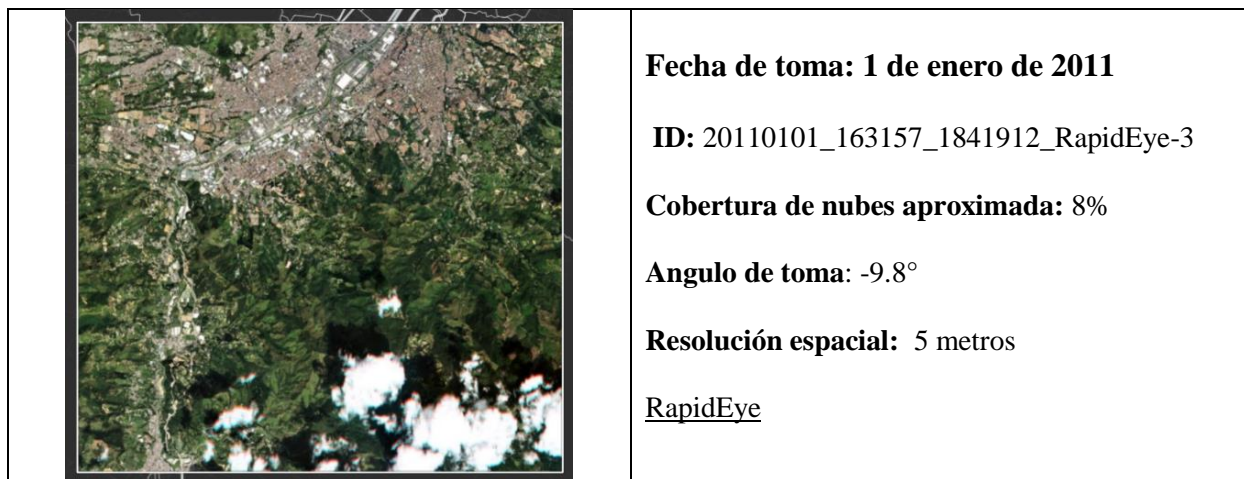 Fecha de toma: 1 de enero de 2011
ID: 20110101_163157_1841912_RapidEye-3
Cobertura de nubes aproximada: 8%
Angulo de toma: -9.8°
Resolución espacial: 5 metros
RapidEye